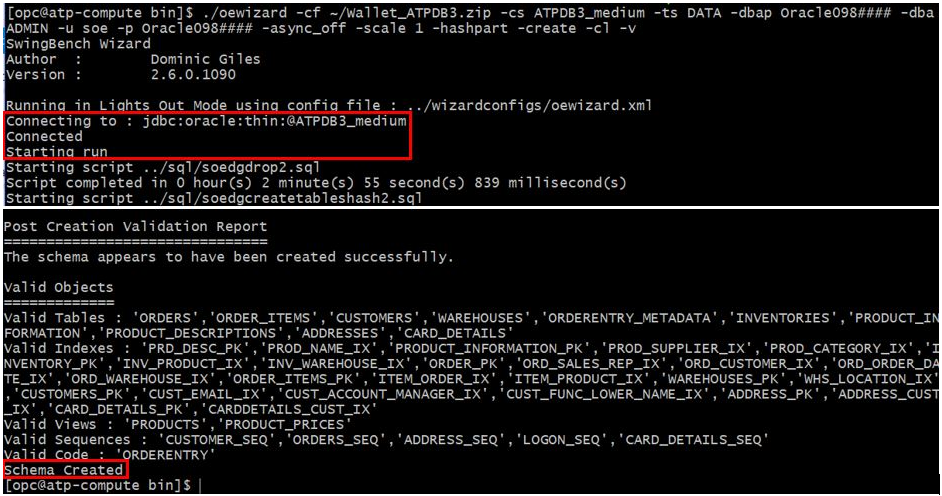 [opc@atp-compute bin]$ ./oewizard -cf ~/Wallet_ATPDB3.zip -cs ATPDB3_medium -ts DATA -dbap Oracle098#### -dba
ADMIN -u soe -p Oracle098#### -async_off -scale 1 -hashpart -create -cl -v
SwingBench Wizard
Author  :        Dominic Giles
Version :        2.6.0.1090

Running in Lights Out Mode using config file : ../wizardconfigs/oewizard.xml
Connecting to : jdbc:oracle:thin:@ATPDB3_medium
Connected
Starting run
Starting script ../sql/soedgdrop2.sql
Script completed in 0 hour(s) 2 minute(s) 55 second(s) 839 millisecond(s)
Starting script ../sql/soedgcreatetableshash2.sql
Post Creation Validation Report
===============================
The schema appears to have been created successfully.

Valid Objects
=============
Valid Tables : 'ORDERS','ORDER_ITEMS','CUSTOMERS','WAREHOUSES','ORDERENTRY_METADATA','INVENTORIES','PRODUCT_IN
FORMATION','PRODUCT_DESCRIPTIONS','ADDRESSES','CARD_DETAILS'
Valid Indexes : 'PRD_DESC_PK','PROD_NAME_IX','PRODUCT_INFORMATION_PK','PROD_SUPPLIER_IX','PROD_CATEGORY_IX','I
NVENTORY_PK','INV_PRODUCT_IX','INV_WAREHOUSE_IX','ORDER_PK','ORD_SALES_REP_IX','ORD_CUSTOMER_IX','ORD_ORDER_DA
TE_IX','ORD_WAREHOUSE_IX','ORDER_ITEMS_PK','ITEM_ORDER_IX','ITEM_PRODUCT_IX','WAREHOUSES_PK','WHS_LOCATION_IX'
,'CUSTOMERS_PK','CUST_EMAIL_IX','CUST_ACCOUNT_MANAGER_IX','CUST_FUNC_LOWER_NAME_IX','ADDRESS_PK','ADDRESS_CUST
_IX','CARD_DETAILS_PK','CARDDETAILS_CUST_IX'
Valid Views : 'PRODUCTS','PRODUCT_PRICES'
Valid Sequences : 'CUSTOMER_SEQ','ORDERS_SEQ','ADDRESS_SEQ','LOGON_SEQ','CARD_DETAILS_SEQ'
Valid Code : 'ORDERENTRY'
Schema Created
[opc@atp-compute bin]$